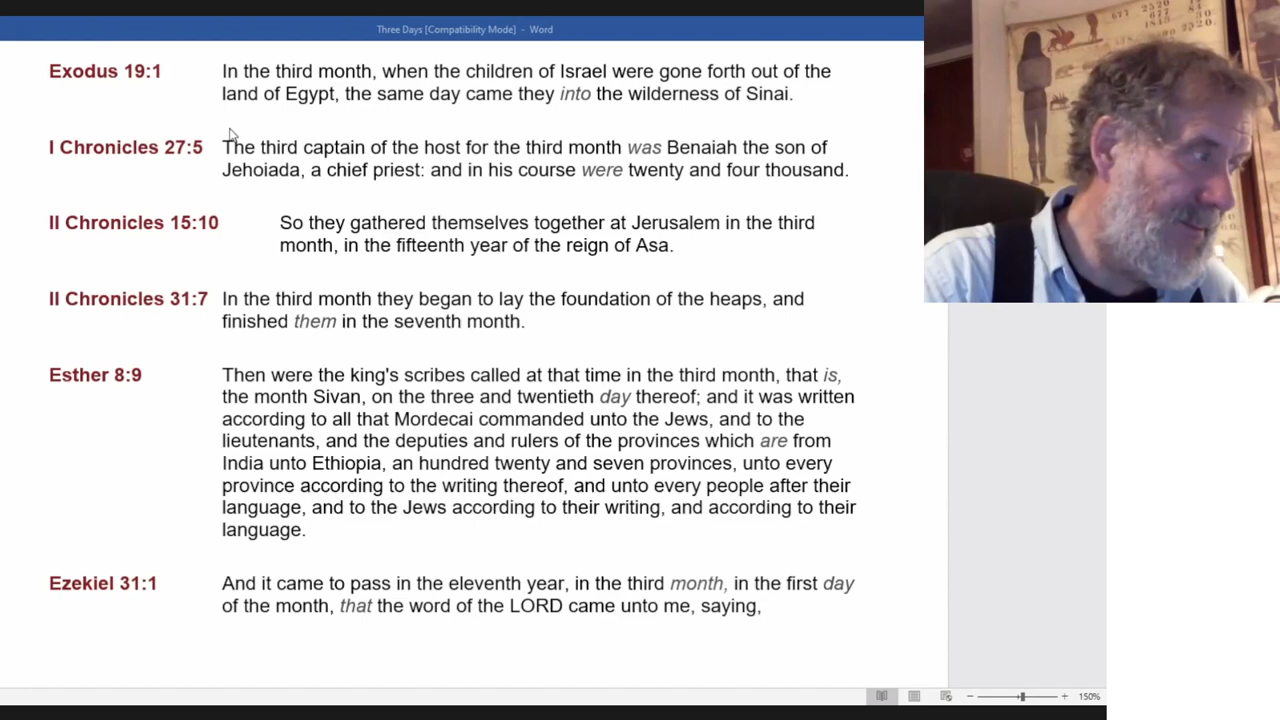 Three Days [Compatibility Mode] - Word
Exodus 19:1 In the third month, when the children of Israel were gone forth out of the
land of Egypt, the same day came they into the wilderness of Sinai.
I Chronicles 27:5 The third captain of the host for the third month was Benaiah the son of
Jehoiada, a chief priest: and in his course were twenty and four thousand.
II Chronicles 15:10 So they gathered themselves together at Jerusalem in the third
month, in the fifteenth year of the reign of Asa.
II Chronicles 31:7 In the third month they began to lay the foundation of the heaps, and
finished them in the seventh month.
Esther 8:9 Then were the king's scribes called at that time in the third month, that is,
the month Sivan, on the three and twentieth day thereof; and it was written
according to all that Mordecai commanded unto the Jews, and to the
lieutenants, and the deputies and rulers of the provinces which are from
India unto Ethiopia, an hundred twenty and seven provinces, unto every
province according to the writing thereof, and unto every people after their
language, and to the Jews according to their writing, and according to their
language.
Ezekiel 31:1 And it came to pass in the eleventh year, in the third month, in the first day
of the month, that the word of the LORD came unto me, saying,
150%
677
2520
677
1843
2520.